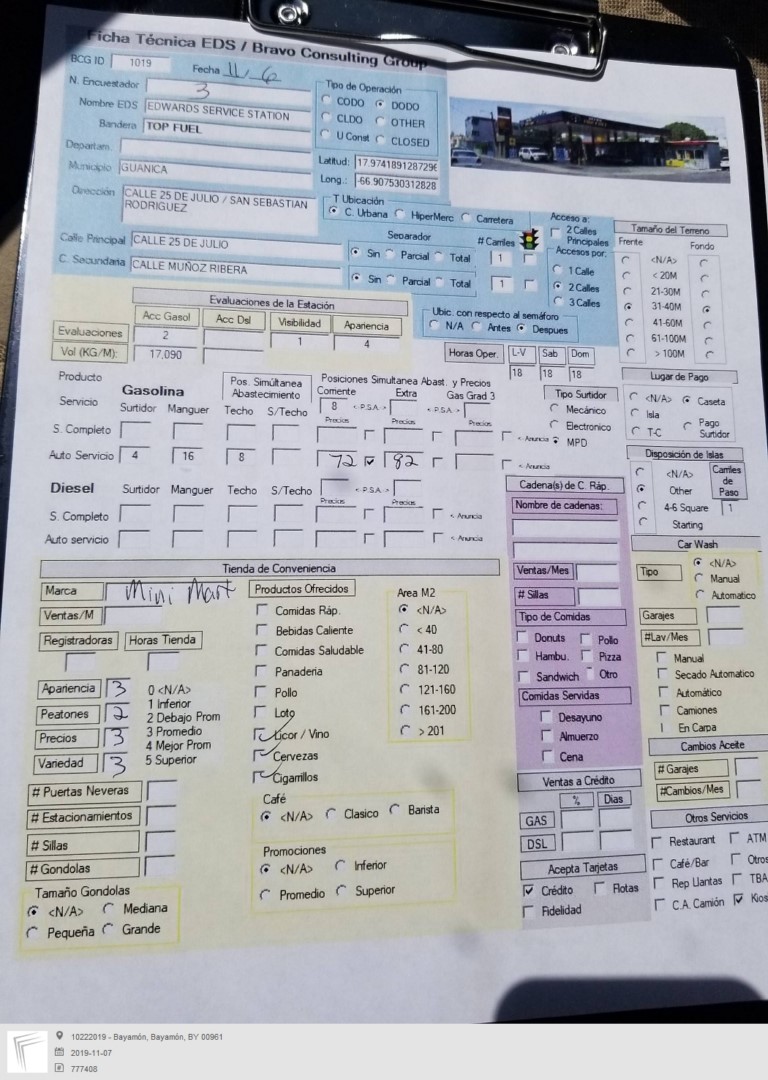 Ficha Técnica EDS / Bravo Consulting Group
BCG ID 1019 Fecha 11-6
N. Encuestador 3
Nombre EDS EDWARDS SERVICE STATION
Bandera TOP FUEL
Departam.
Municipio GUANICA
Dirección CALLE 25 DE JULIO / SAN SEBASTIAN
RODRIGUEZ
Calle Principal CALLE 25 DE JULIO
C. Secundaria CALLE MUÑOZ RIBERA
Tipo de Operación
CODO DODO
CLDO OTHER
U Const CLOSED
Latitud: 17.974189128729
Long.: -66.907530312828
T Ubicación
C. Urbana HiperMerc Carretera
Separador # Carriles
Sin Parcial Total 1
Sin Parcial Total 1
Acceso a:
2 Calles
Principales
Accesos por:
1 Calle
2 Calles
3 Calles
Ubic. con respecto al semáforo
N/A Antes Despues
Tamaño del Terreno
Frente Fondo
<N/A>
< 20M
21-30M
31-40M
41-60M
61-100M
> 100M
Evaluaciones de la Estación
Acc Gasol Acc Dsl Visibilidad Apariencia
Evaluaciones 2 1 4
Vol (KG/M): 17,090
Horas Oper. L-V Sab Dom
18 18 18
Producto
Servicio
Gasolina
Surtidor Manguer
Pos. Simúltanea
Abastecimiento
Techo S/Techo
Posiciones Simultanea Abast. y Precios
Corriente Extra Gas Grad 3
8 <-P.S.A-> <-P.S.A->
Precios Precios Precios
S. Completo <- Anuncia
Auto Servicio 4 16 8 72 82 <- Anuncia
Tipo Surtidor
Mecánico
Electronico
MPD
Lugar de Pago
<N/A> Caseta
Isla
T-C Pago
Surtidor
Diesel Surtidor Manguer Techo S/Techo <-P.S.A->
Precios Precios
S. Completo <- Anuncia
Auto servicio <- Anuncia
Disposición de Islas
<N/A>
Other
4-6 Square
Starting
Carriles
de
Paso
1
Cadena(s) de C. Ráp.
Nombre de cadenas:
Ventas/Mes
# Sillas
Tipo de Comidas
Donuts Pollo
Hambu. Pizza
Sandwich Otro
Comidas Servidas
Desayuno
Almuerzo
Cena
Car Wash
Tipo <N/A>
Manual
Automatico
Garajes
#Lav/Mes
Manual
Secado Automatico
Automático
Camiones
En Carpa
Cambios Aceite
# Garajes
#Cambios/Mes
Tienda de Conveniencia
Marca Mini Mart
Ventas/M
Registradoras Horas Tienda
Apariencia 3
Peatones 2
Precios 3
Variedad 3
0 <N/A>
1 Inferior
2 Debajo Prom
3 Promedio
4 Mejor Prom
5 Superior
# Puertas Neveras
# Estacionamientos
# Sillas
# Gondolas
Tamaño Gondolas
<N/A> Mediana
Pequeña Grande
Productos Ofrecidos
Comidas Ráp.
Bebidas Caliente
Comidas Saludable
Panaderia
Pollo
Loto
Licor / Vino
Cervezas
Cigarrillos
Area M2
<N/A>
< 40
41-80
81-120
121-160
161-200
> 201
Café
<N/A> Clasico Barista
Promociones
<N/A> Inferior
Promedio Superior
Ventas a Crédito
% Dias
GAS
DSL
Acepta Tarjetas
Crédito Flotas
Fidelidad
Otros Servicios
Restaurant ATM
Café/Bar Otros
Rep Llantas TBA
C.A. Camión Kios
10222019 - Bayamón, Bayamón, BY 00961
2019-11-07
777408